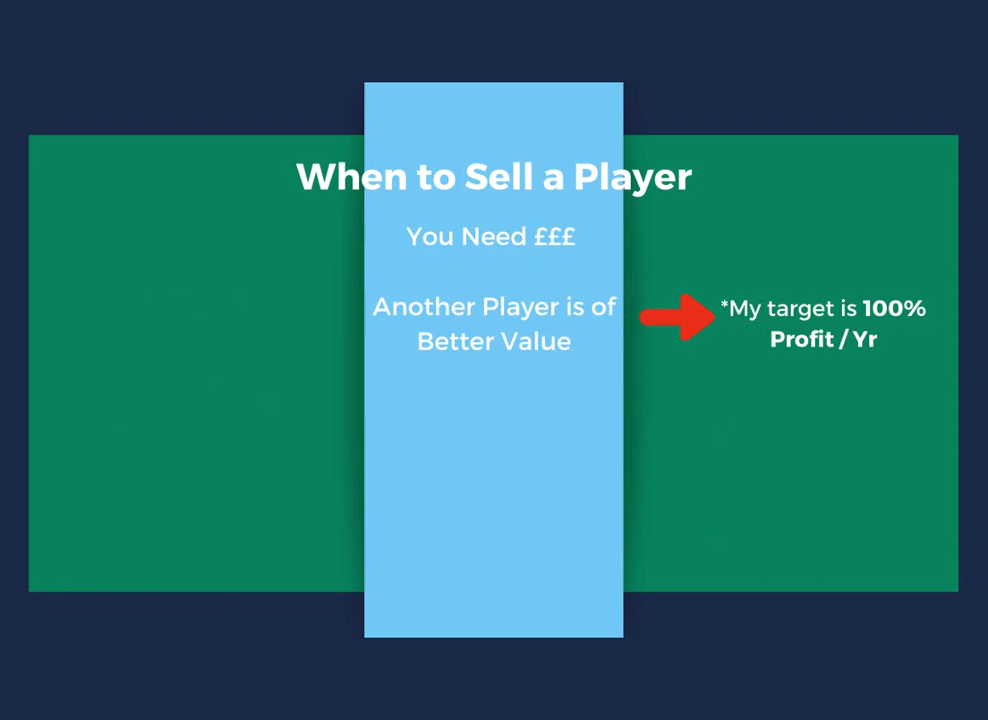 When to Sell a Player
You Need £££
Another Player is of
Better Value
*My target is 100%
Profit / Yr